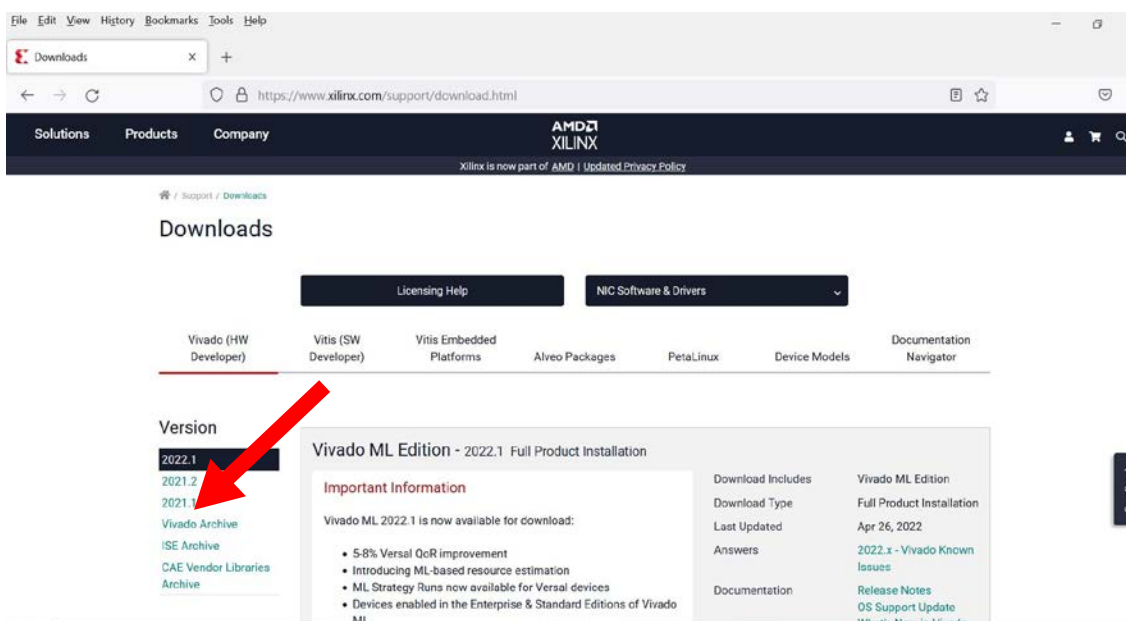 File Edit View History Bookmarks Tools Help
Downloads × +
https://www.xilinx.com/support/download.html
Solutions Products Company
AMD
XILINX
Xilinx is now part of AMD | Updated Privacy Policy
/ Support / Downloads
Downloads
Licensing Help NIC Software & Drivers
Vivado (HW Developer) Vitis (SW Developer) Vitis Embedded Platforms Alveo Packages PetaLinux Device Models Documentation Navigator
Version
2022.1
2021.2
2021.1
Vivado Archive
ISE Archive
CAE Vendor Libraries
Archive
Vivado ML Edition - 2022.1 Full Product Installation
Important Information
Vivado ML 2022.1 is now available for download:
• 5-8% Versal QoR improvement
• Introducing ML-based resource estimation
• ML Strategy Runs now available for Versal devices
• Devices enabled in the Enterprise & Standard Editions of Vivado
ML
Download Includes Vivado ML Edition
Download Type Full Product Installation
Last Updated Apr 26, 2022
Answers 2022.x - Vivado Known
Issues
Documentation Release Notes
OS Support Update